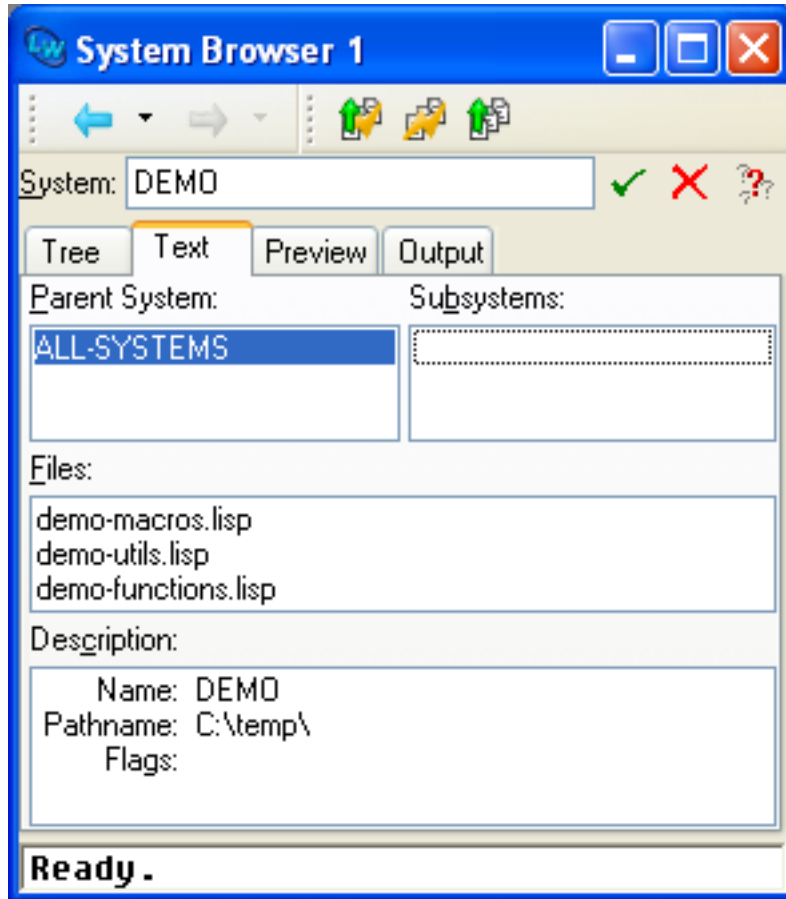 LW System Browser 1
System: DEMO
Tree Text Preview Output
Parent System: Subsystems:
ALL-SYSTEMS
Files:
demo-macros.lisp
demo-utils.lisp
demo-functions.lisp
Description:
Name: DEMO
Pathname: C:\temp\
Flags:
Ready.